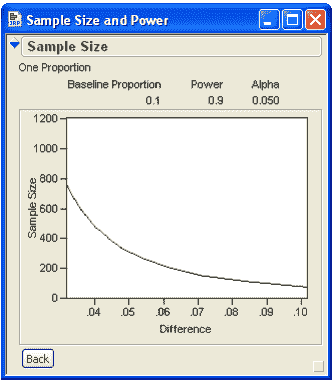 Sample Size and Power
Sample Size
One Proportion
Baseline Proportion Power Alpha
0.1 0.9 0.050
1200
1000
800
600
400
200
0
Sample Size
.04 .05 .06 .07 .08 .09 .10
Difference
Back